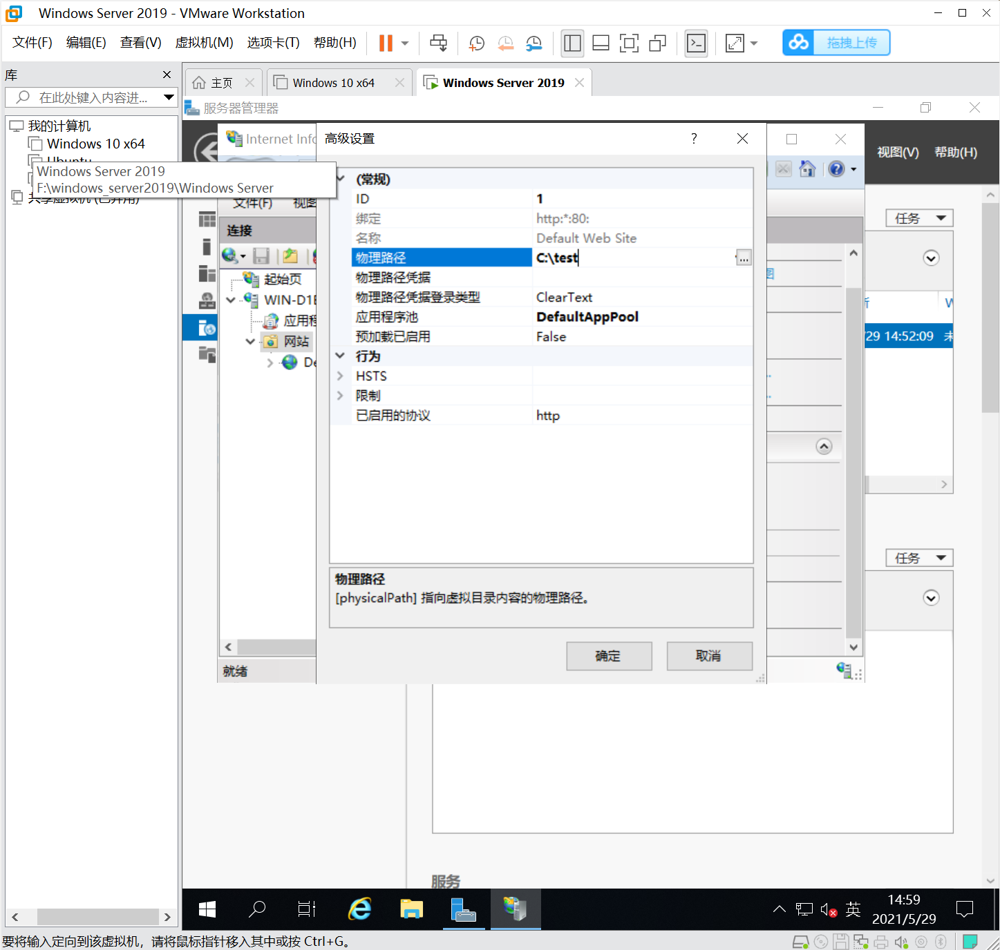 Windows Server 2019 - VMware Workstation
文件(F) 编辑(E) 查看(V) 虚拟机(M) 选项卡(T) 帮助(H)
拖拽上传
库
在此处键入内容进...
我的计算机
Windows 10 x64
Ubuntu
Windows Server 2019
F:\windows_server2019\Windows Server
共享虚拟机 (已弃用)
主页
Windows 10 x64
Windows Server 2019
服务器管理器
视图(V) 帮助(H)
Internet Info
文件(F) 视图
连接
起始页
WIN-D1
应用程
网站
De
就绪
高级设置
?
(常规)
ID 1
绑定 http:*:80:
名称 Default Web Site
物理路径 C:\test
...
物理路径凭据
物理路径凭据登录类型 ClearText
应用程序池 DefaultAppPool
预加载已启用 False
行为
HSTS
限制
已启用的协议 http
物理路径
[physicalPath] 指向虚拟目录内容的物理路径。
确定 取消
任务
/29 14:52:09
任务
服务
英
14:59
2021/5/29
要将输入定向到该虚拟机，请将鼠标指针移入其中或按 Ctrl+G。